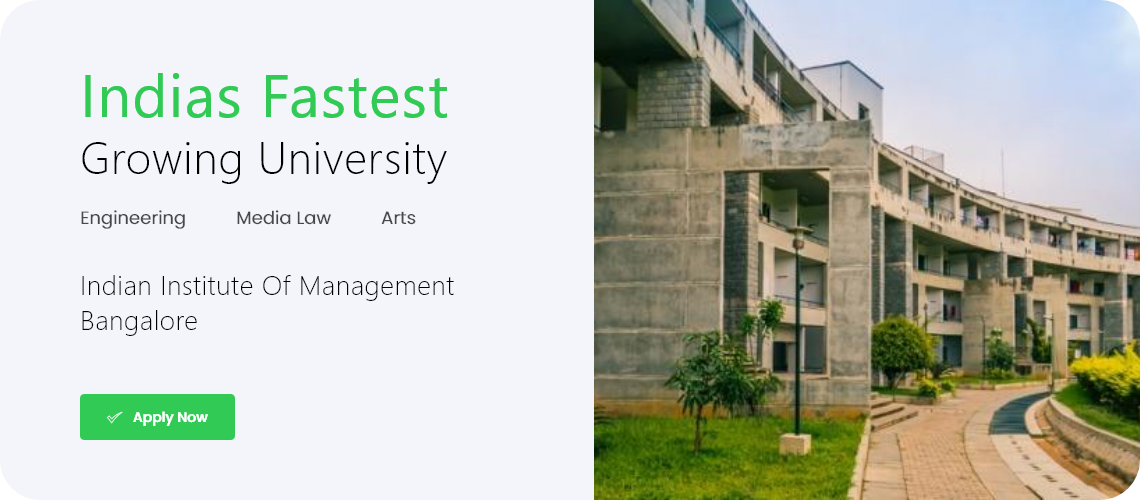 Indias Fastest
Growing University
Engineering Media Law Arts
Indian Institute Of Management
Bangalore
Apply Now